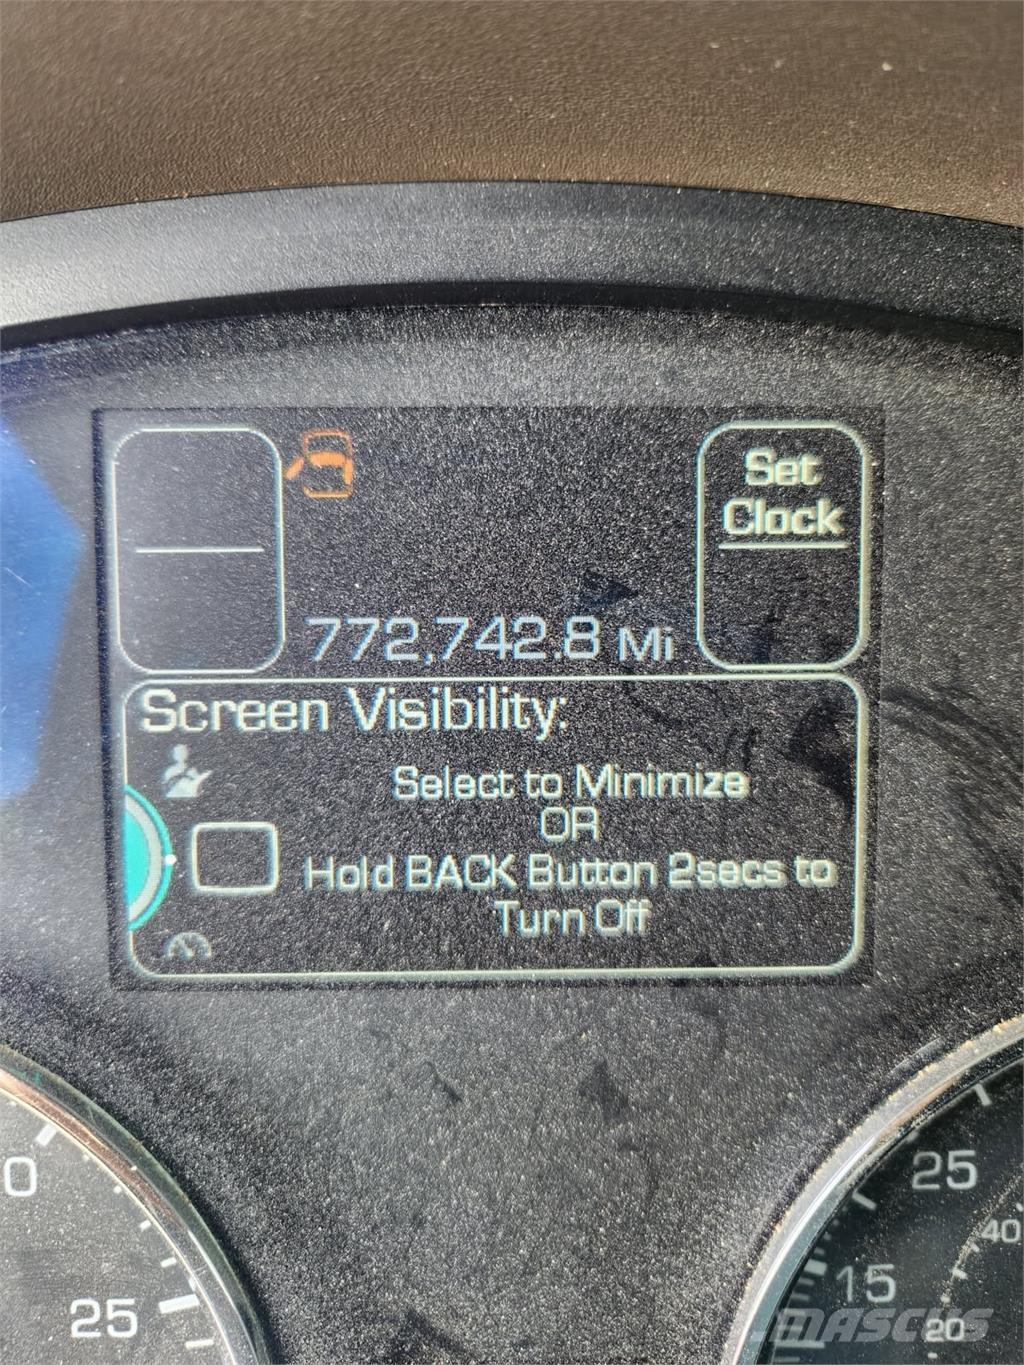 Set
Clock
772,742.8 Mi
Screen Visibility:
Select to Minimize
OR
Hold BACK Button 2secs to
Turn Off
0
25
25
40
15
20
MASCUS